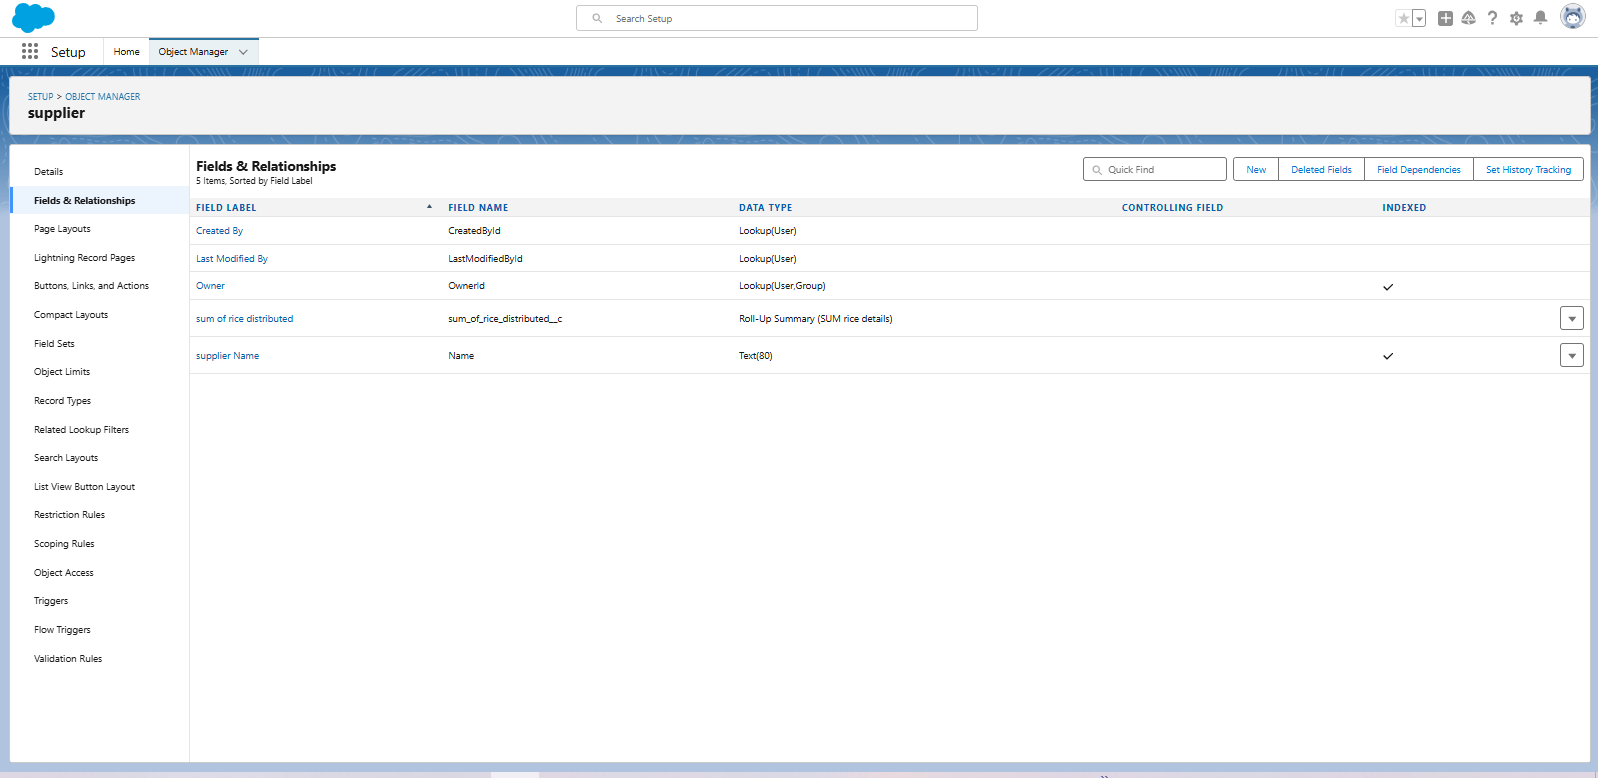 Search Setup
Setup
Home
Object Manager
SETUP > OBJECT MANAGER
supplier
Details
Fields & Relationships
Page Layouts
Lightning Record Pages
Buttons, Links, and Actions
Compact Layouts
Field Sets
Object Limits
Record Types
Related Lookup Filters
Search Layouts
List View Button Layout
Restriction Rules
Scoping Rules
Object Access
Triggers
Flow Triggers
Validation Rules
Fields & Relationships
5 Items, Sorted by Field Label
Quick Find
New
Deleted Fields
Field Dependencies
Set History Tracking
FIELD LABEL FIELD NAME DATA TYPE CONTROLLING FIELD INDEXED
Created By CreatedById Lookup(User)
Last Modified By LastModifiedById Lookup(User)
Owner OwnerId Lookup(User,Group)
sum of rice distributed sum_of_rice_distributed__c Roll-Up Summary (SUM rice details)
supplier Name Name Text(80)